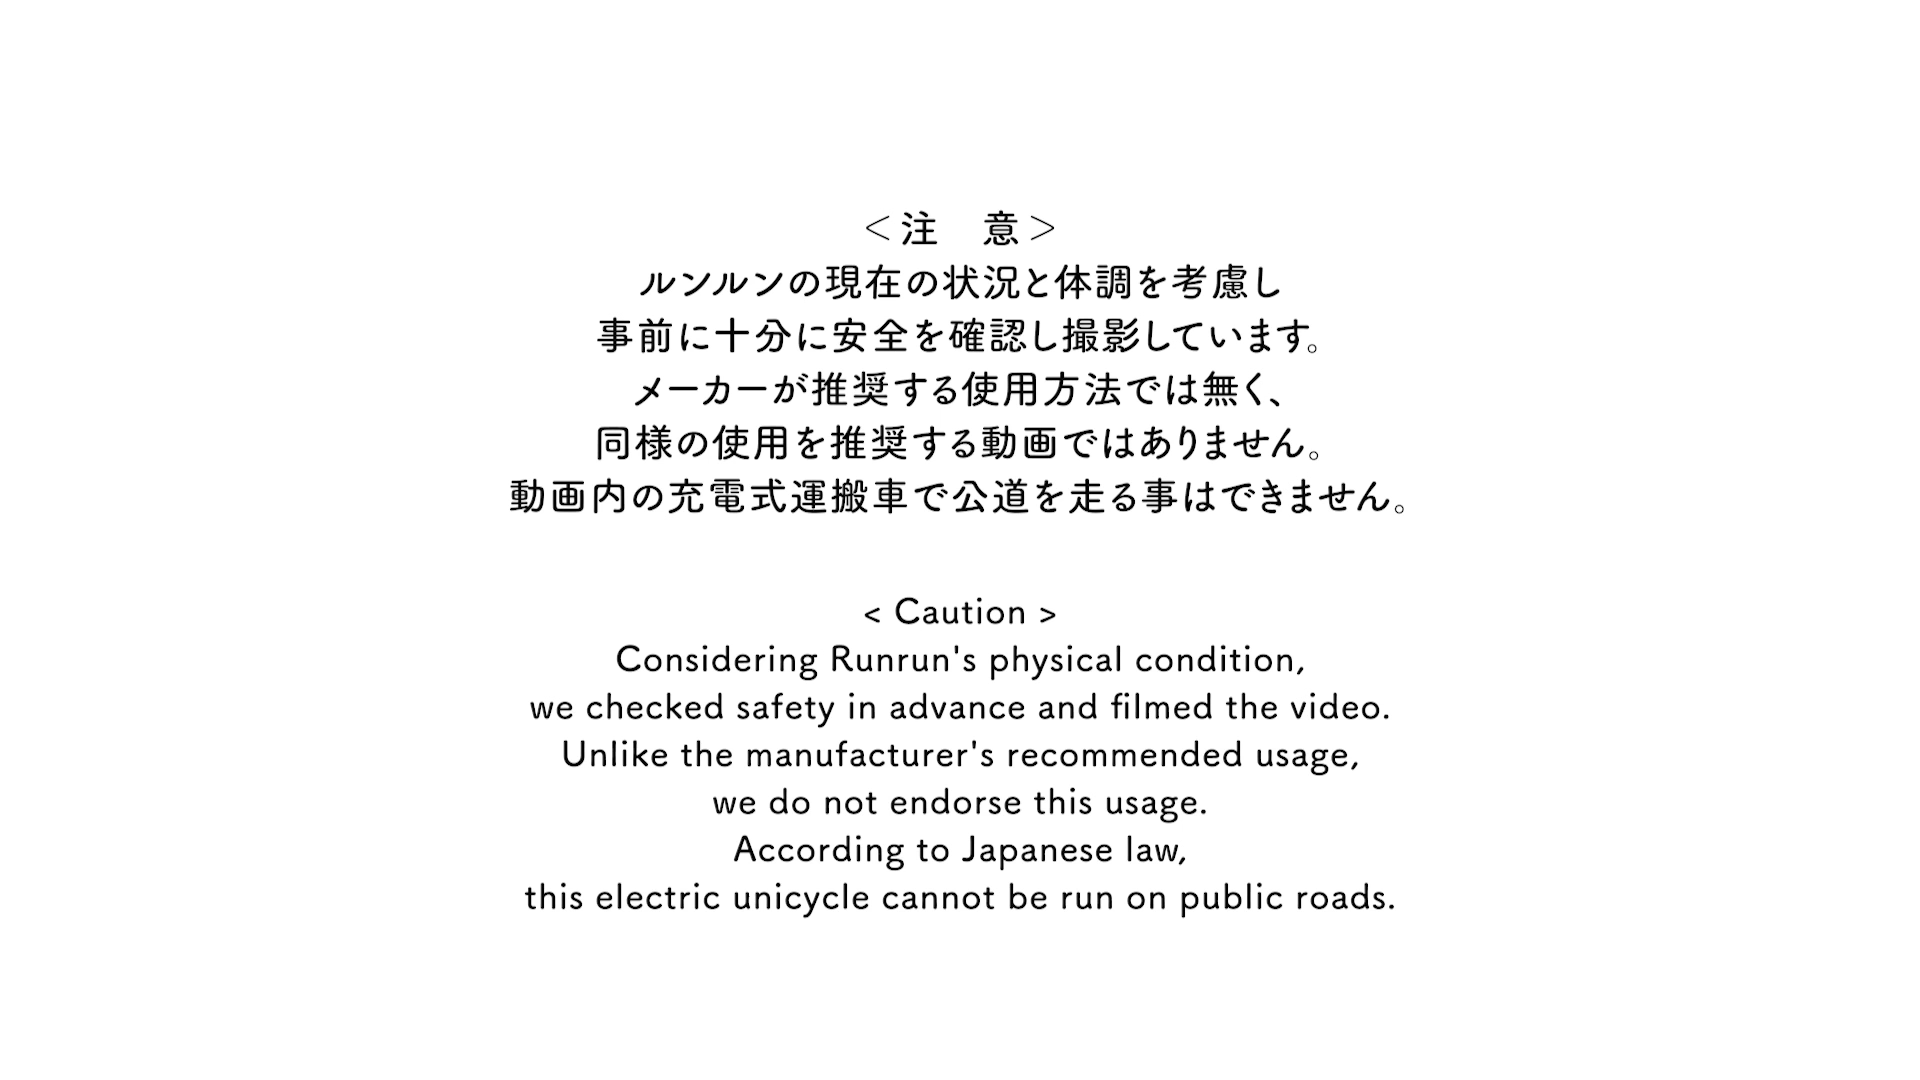 ＜注　意＞
ルンルンの現在の状況と体調を考慮し
事前に十分に安全を確認し撮影しています。
メーカーが推奨する使用方法では無く、
同様の使用を推奨する動画ではありません。
動画内の充電式運搬車で公道を走る事はできません。
< Caution >
Considering Runrun's physical condition,
we checked safety in advance and filmed the video.
Unlike the manufacturer's recommended usage,
we do not endorse this usage.
According to Japanese law,
this electric unicycle cannot be run on public roads.